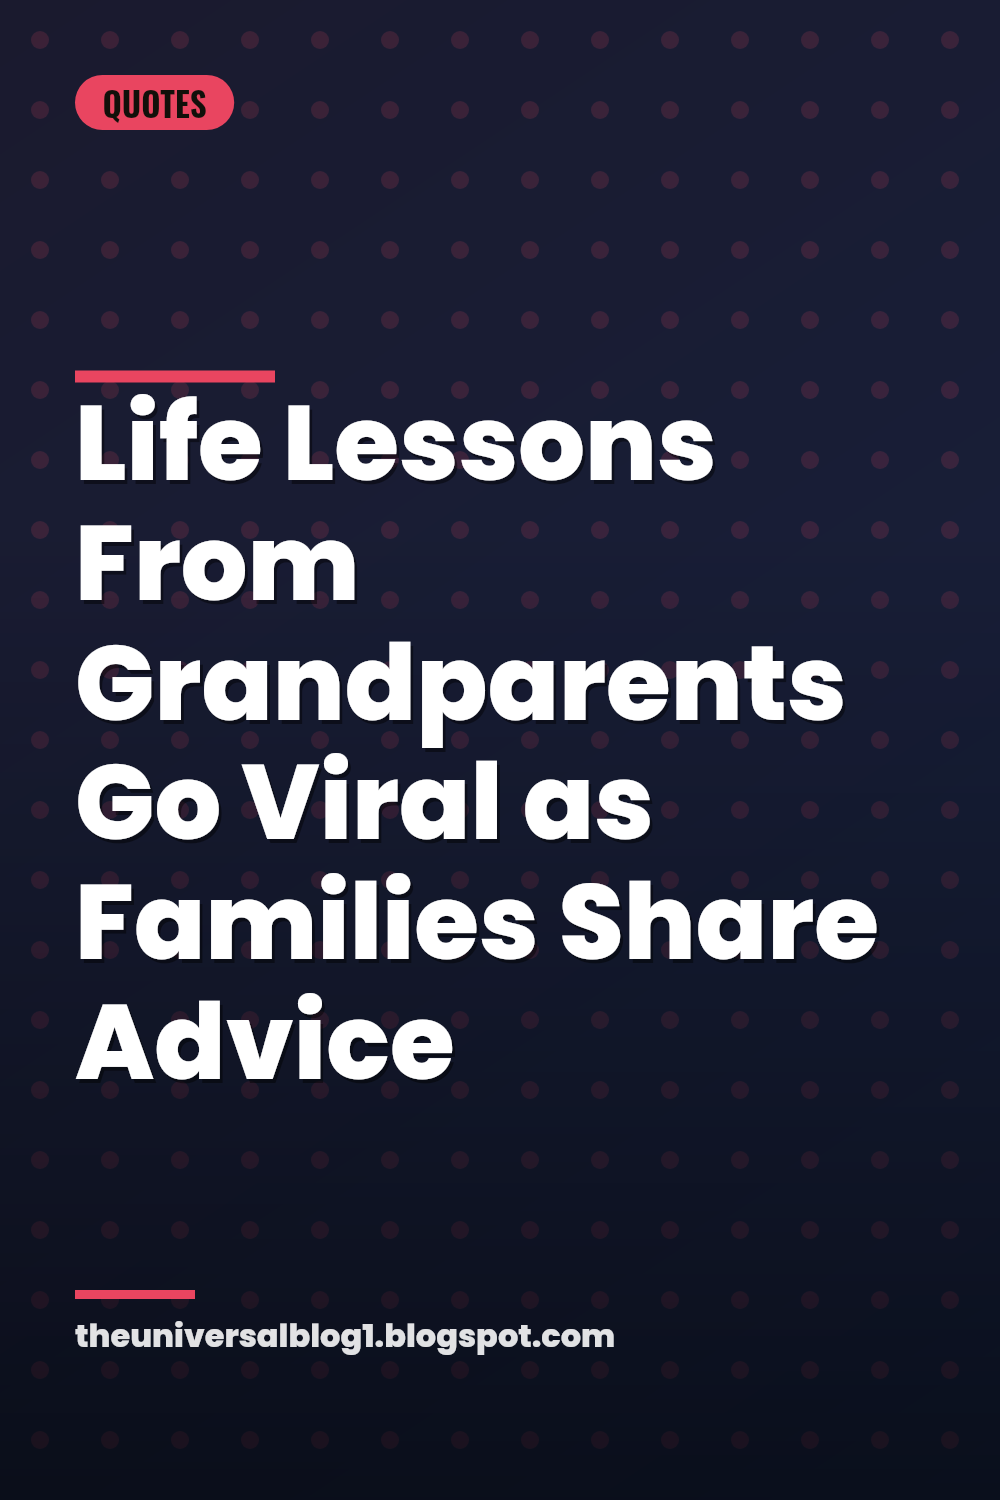 QUOTES
Life Lessons
From
Grandparents
Go Viral as
Families Share
Advice
theuniversalblog1.blogspot.com